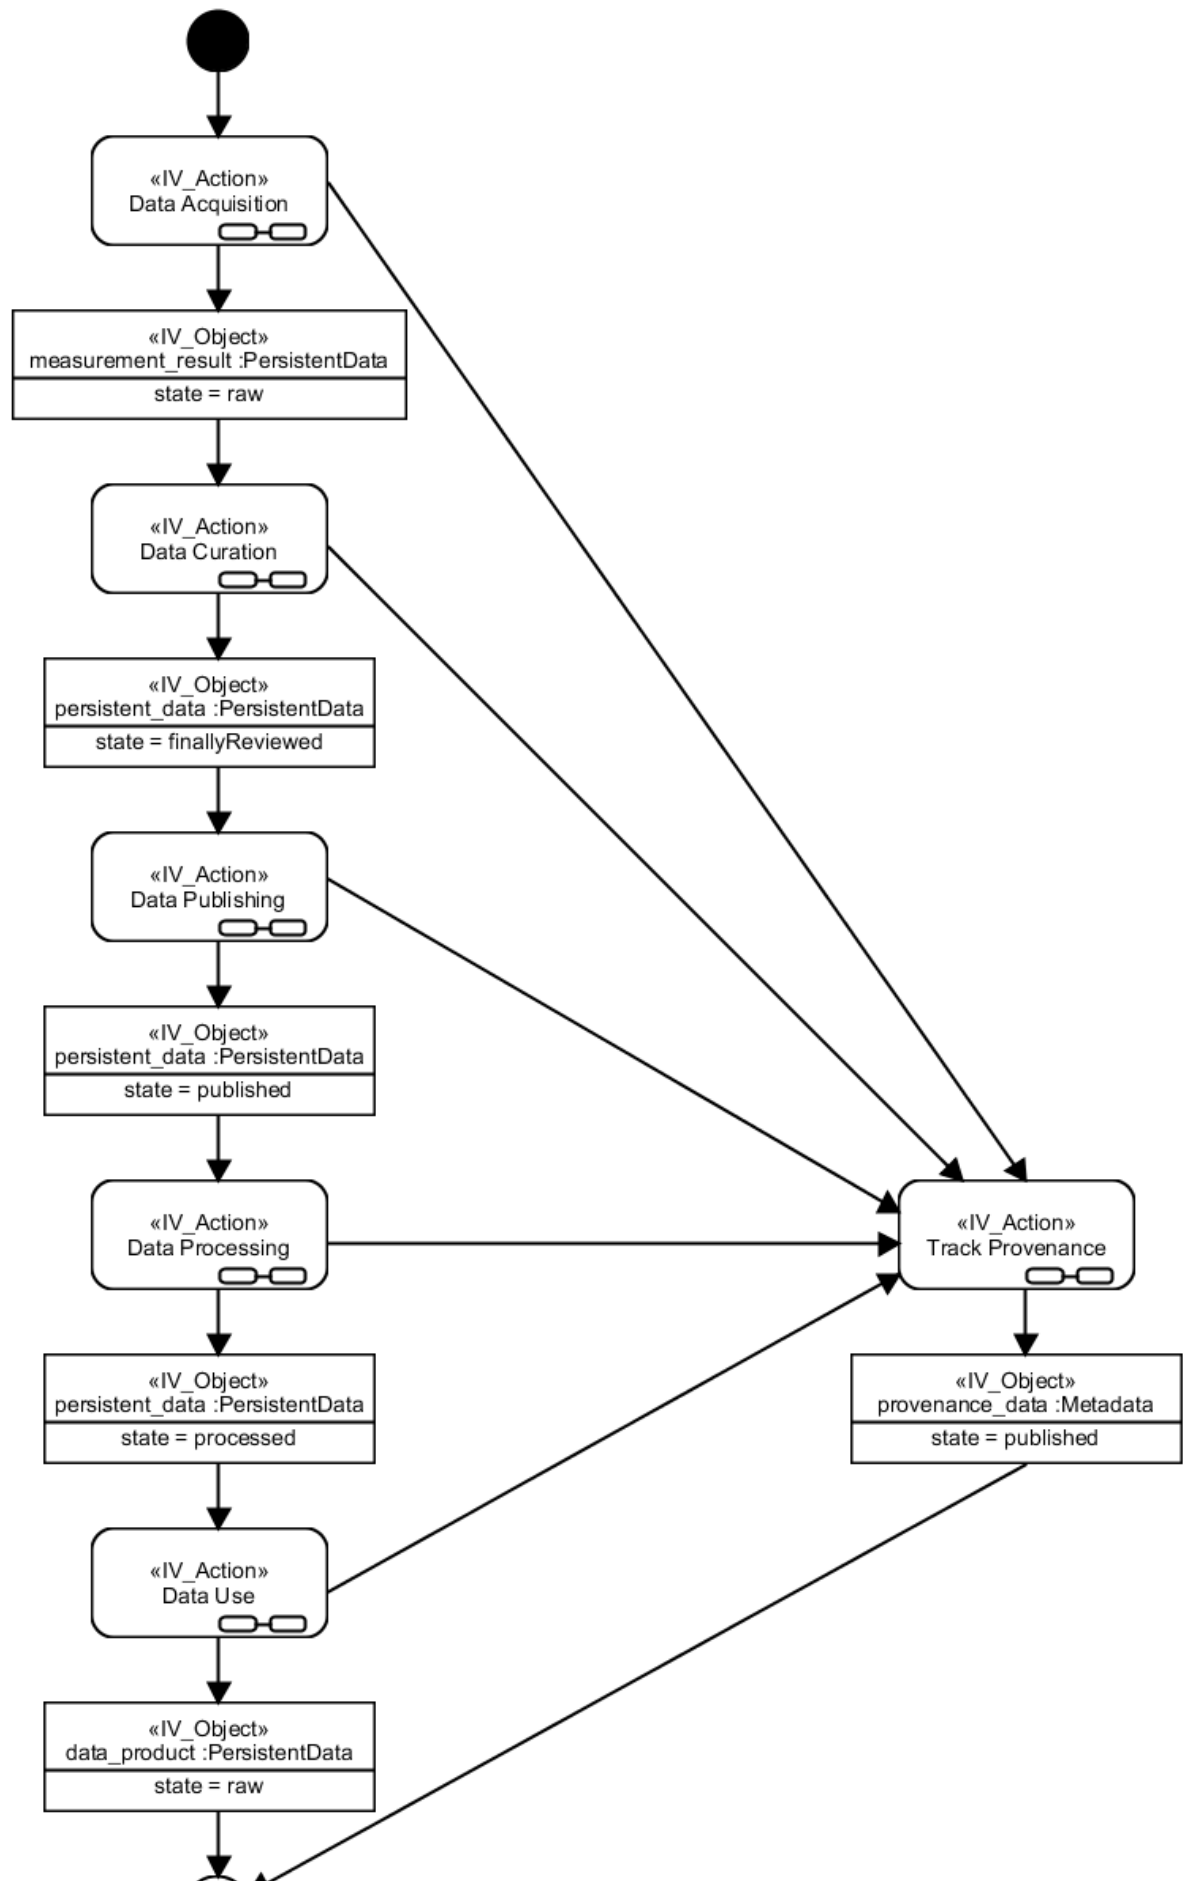 «IV_Action»
Data Acquisition
«IV_Object»
measurement_result :PersistentData
state = raw
«IV_Action»
Data Curation
«IV_Object»
persistent_data :PersistentData
state = finallyReviewed
«IV_Action»
Data Publishing
«IV_Object»
persistent_data :PersistentData
state = published
«IV_Action»
Data Processing
«IV_Action»
Track Provenance
«IV_Object»
persistent_data :PersistentData
state = processed
«IV_Object»
provenance_data :Metadata
state = published
«IV_Action»
Data Use
«IV_Object»
data_product :PersistentData
state = raw